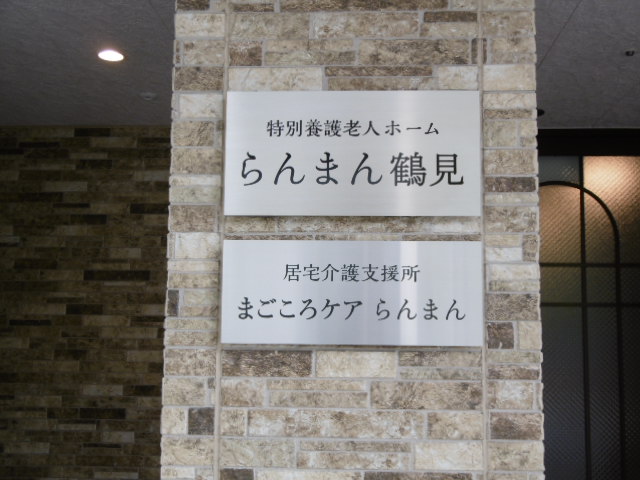 特別養護老人ホーム
らんまん鶴見
居宅介護支援所
まごころケア らんまん